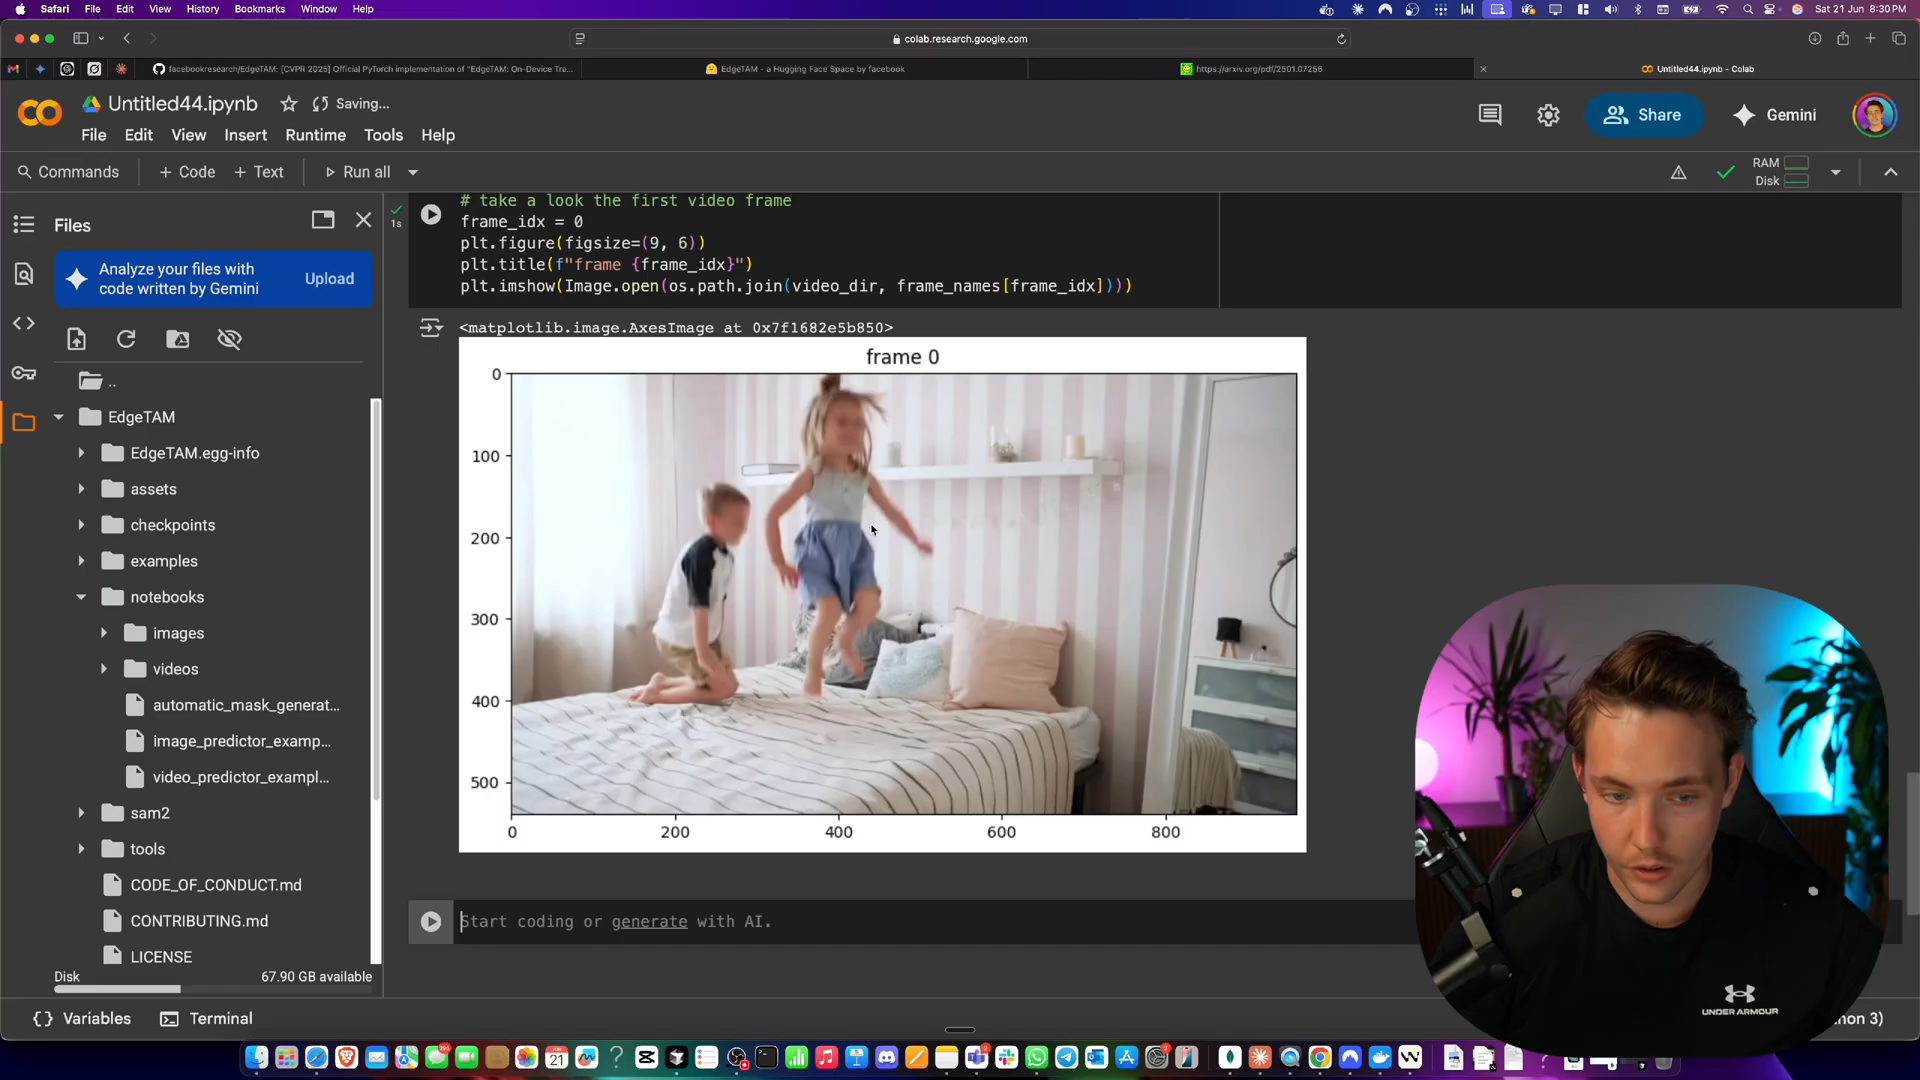 Safari File Edit View History Bookmarks Window Help
Sat 21 Jun 8:30 PM
colab.research.google.com
facebookresearch/EdgeTAM: [CVPR 2025] Official PyTorch implementation of "EdgeTAM: On-Device Tra...
EdgeTAM - a Hugging Face Space by facebook
https://arxiv.org/pdf/2501.07256
Untitled44.ipynb - Colab
Untitled44.ipynb
Saving...
Share
Gemini
File Edit View Insert Runtime Tools Help
Commands + Code + Text Run all
RAM
Disk
Files
Analyze your files with
code written by Gemini
Upload
..
EdgeTAM
EdgeTAM.egg-info
assets
checkpoints
examples
notebooks
images
videos
automatic_mask_generat...
image_predictor_examp...
video_predictor_exampl...
sam2
tools
CODE_OF_CONDUCT.md
CONTRIBUTING.md
LICENSE
Disk
67.90 GB available
1s
# take a look the first video frame
frame_idx = 0
plt.figure(figsize=(9, 6))
plt.title(f"frame {frame_idx}")
plt.imshow(Image.open(os.path.join(video_dir, frame_names[frame_idx])))
<matplotlib.image.AxesImage at 0x7f1682e5b850>
frame 0
0
100
200
300
400
500
0 200 400 600 800
Start coding or generate with AI.
UNDER ARMOUR
Variables
Terminal
on 3)